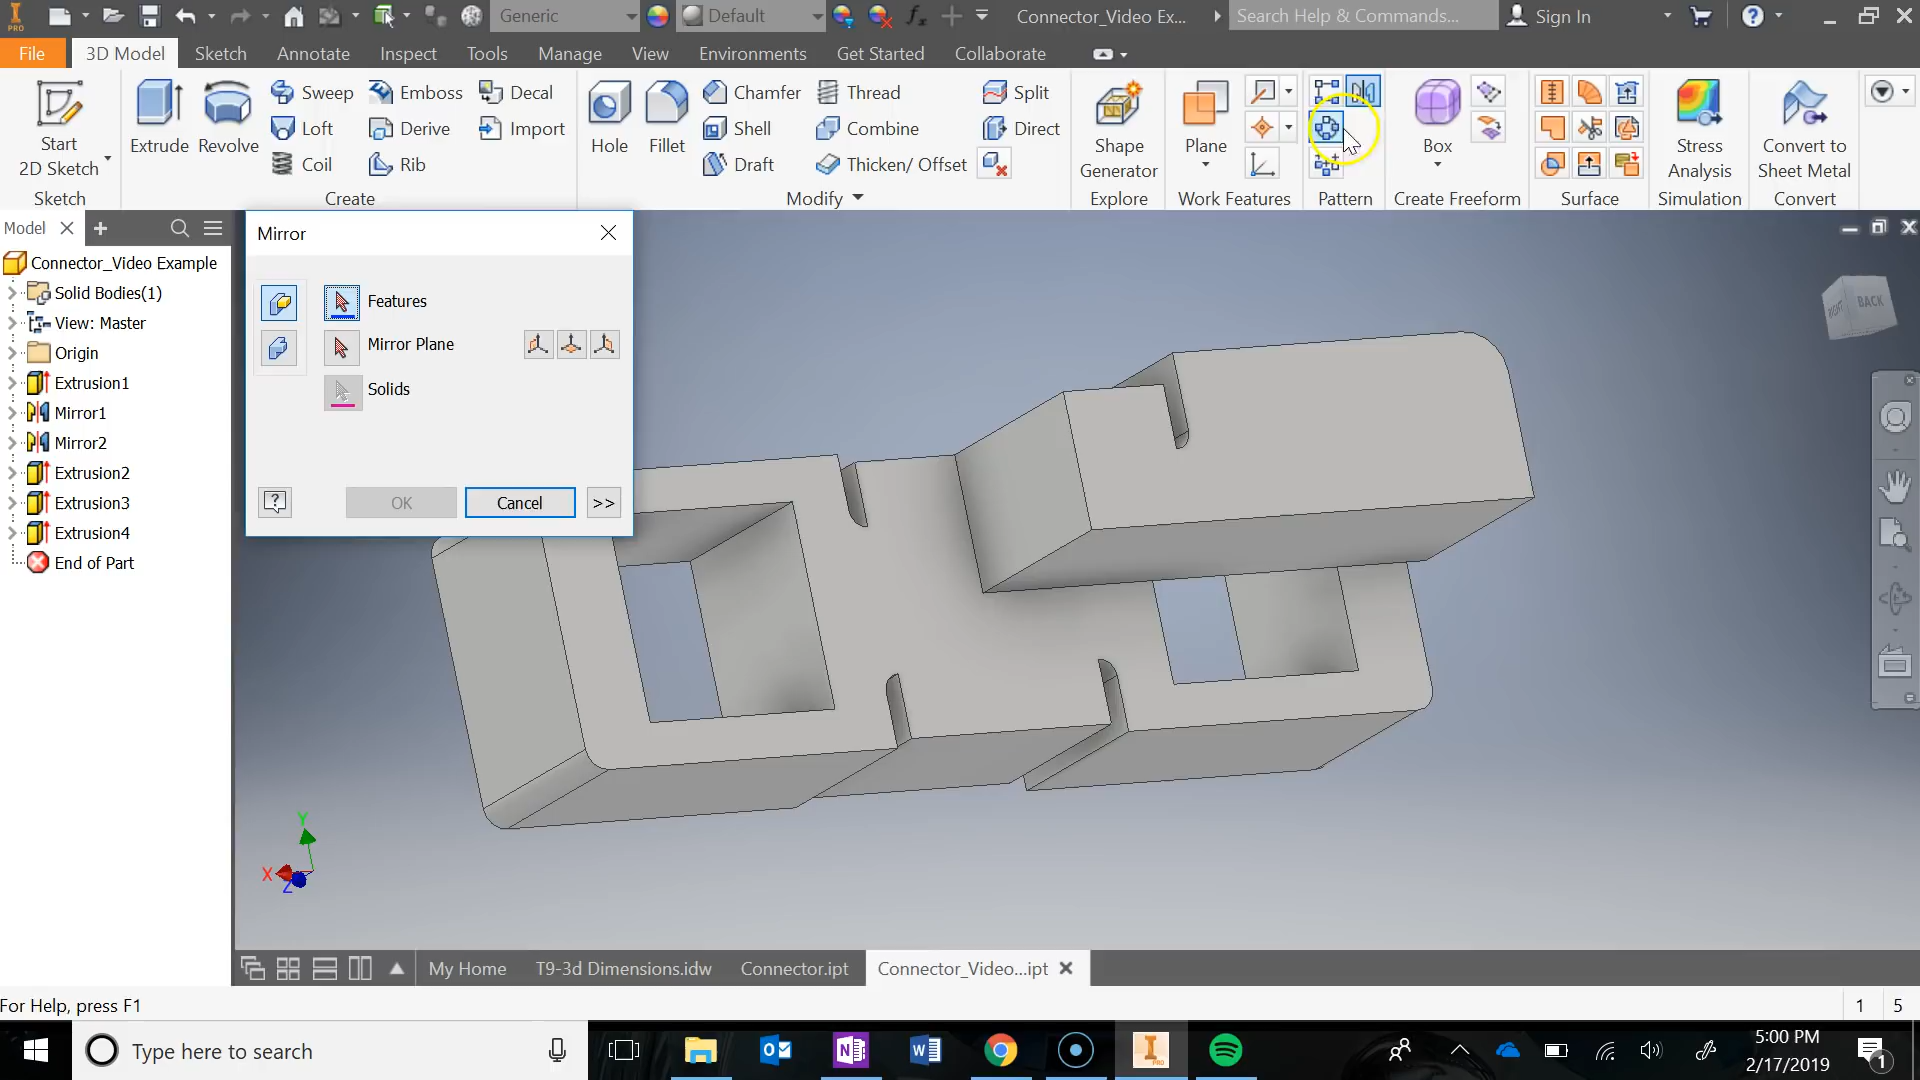 PRO Generic Default Connector_Video Ex... Search Help & Commands... Sign In
File 3D Model Sketch Annotate Inspect Tools Manage View Environments Get Started Collaborate
Start
2D Sketch
Extrude Revolve
Sweep Emboss Decal
Loft Derive Import
Coil Rib
Hole Fillet
Chamfer Thread Split
Shell Combine Direct
Draft Thicken/ Offset
Shape
Generator
Plane
Box
Stress
Analysis
Convert to
Sheet Metal
Sketch Create Modify Explore Work Features Pattern Create Freeform Surface Simulation Convert
Model
Connector_Video Example
Solid Bodies(1)
View: Master
Origin
Extrusion1
Mirror1
Mirror2
Extrusion2
Extrusion3
Extrusion4
End of Part
Mirror
Features
Mirror Plane
Solids
OK Cancel >>
RIGHT BACK
Y
X
Z
My Home T9-3d Dimensions.idw Connector.ipt Connector_Video...ipt
For Help, press F1 1 5
Type here to search
5:00 PM
2/17/2019
1